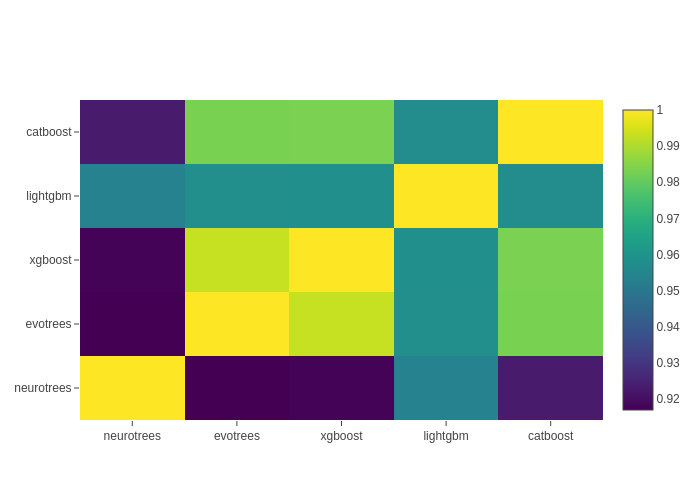 catboost
lightgbm
xgboost
evotrees
neurotrees
neurotrees evotrees xgboost lightgbm catboost
1
0.99
0.98
0.97
0.96
0.95
0.94
0.93
0.92